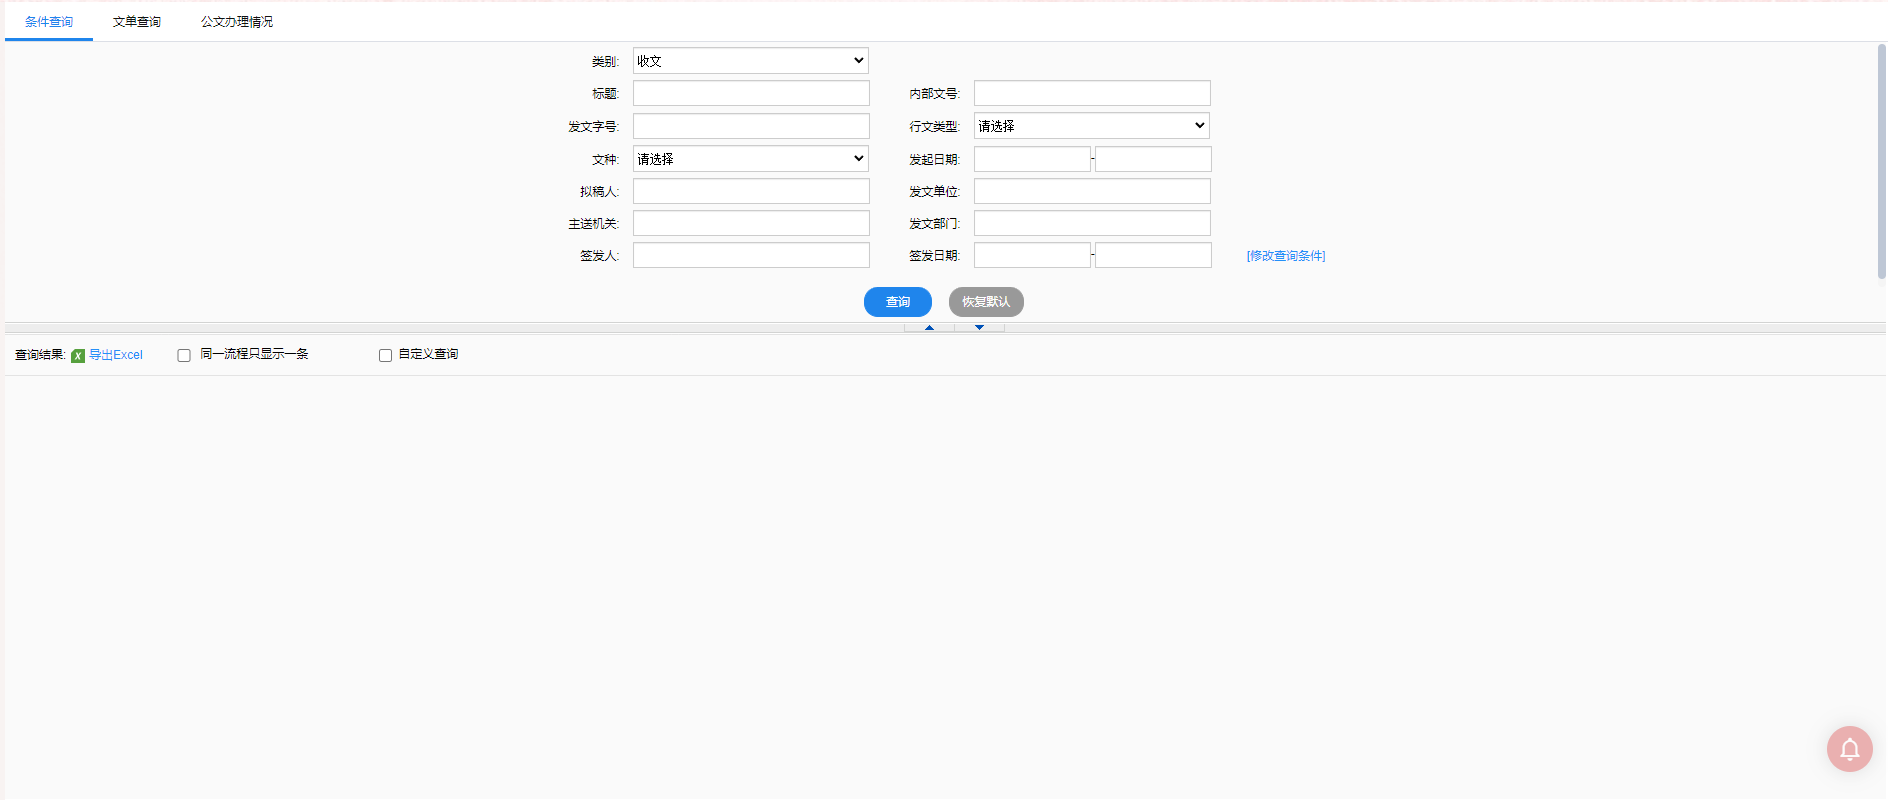 条件查询 文单查询 公文办理情况
类别: 收文
标题: 内部文号:
发文字号: 行文类型: 请选择
文种: 请选择 发起日期: -
拟稿人: 发文单位:
主送机关: 发文部门:
签发人: 签发日期: - [修改查询条件]
查询 恢复默认
查询结果: 导出Excel 同一流程只显示一条 自定义查询